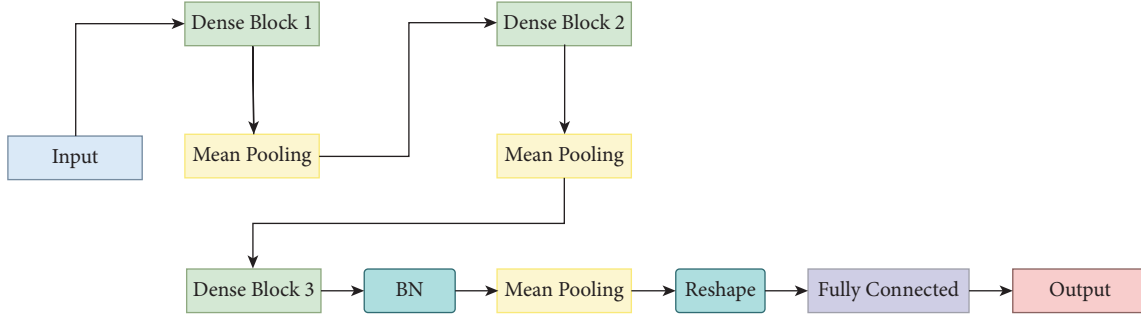 Dense Block 1
Dense Block 2
Input
Mean Pooling
Mean Pooling
Dense Block 3
BN
Mean Pooling
Reshape
Fully Connected
Output